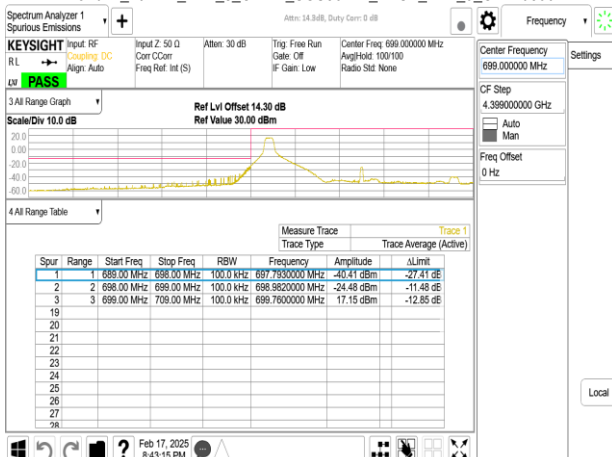 Spectrum Analyzer 1
Spurious Emissions
Attn: 14.3dB, Duty Corr: 0 dB
Frequency
KEYSIGHT
RL
LXI
PASS
Input: RF
Coupling: DC
Align: Auto
Input Z: 50 Ω
Corr CCorr
Freq Ref: Int (S)
Atten: 30 dB
Trig: Free Run
Gate: Off
IF Gain: Low
Center Freq: 699.000000 MHz
Avg|Hold: 100/100
Radio Std: None
Center Frequency
699.000000 MHz
Settings
CF Step
4.399000000 GHz
Auto
Man
Freq Offset
0 Hz
Local
3 All Range Graph
Scale/Div 10.0 dB
Ref Lvl Offset 14.30 dB
Ref Value 30.00 dBm
20.0
0.00
-20.0
-40.0
-60.0
4 All Range Table
Measure Trace Trace 1
Trace Type Trace Average (Active)
Spur Range Start Freq Stop Freq RBW Frequency Amplitude ΔLimit
1 1 689.00 MHz 698.00 MHz 100.0 kHz 697.7930000 MHz -40.41 dBm -27.41 dB
2 2 698.00 MHz 699.00 MHz 100.0 kHz 698.9820000 MHz -24.48 dBm -11.48 dB
3 3 699.00 MHz 709.00 MHz 100.0 kHz 699.7600000 MHz 17.15 dBm -12.85 dB
19
20
21
22
23
24
25
26
27
28
?
Feb 17, 2025
8:43:15 PM